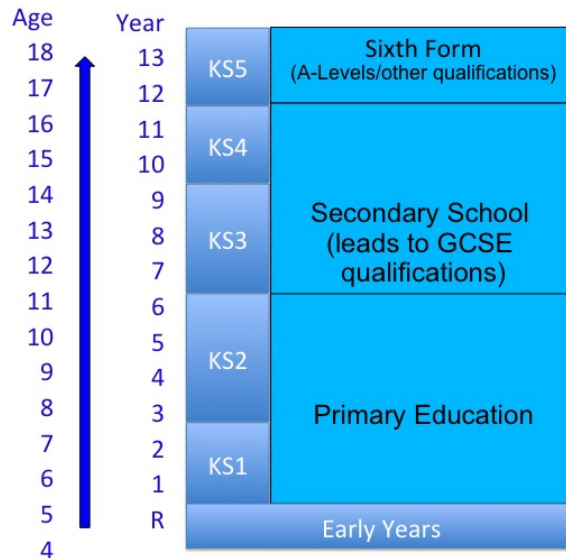 Age
18
17
16
15
14
13
12
11
10
9
8
7
6
5
4
Year
13
12
11
10
9
8
7
6
5
4
3
2
1
R
KS5
KS4
KS3
KS2
KS1
Sixth Form
(A-Levels/other qualifications)
Secondary School
(leads to GCSE
qualifications)
Primary Education
Early Years